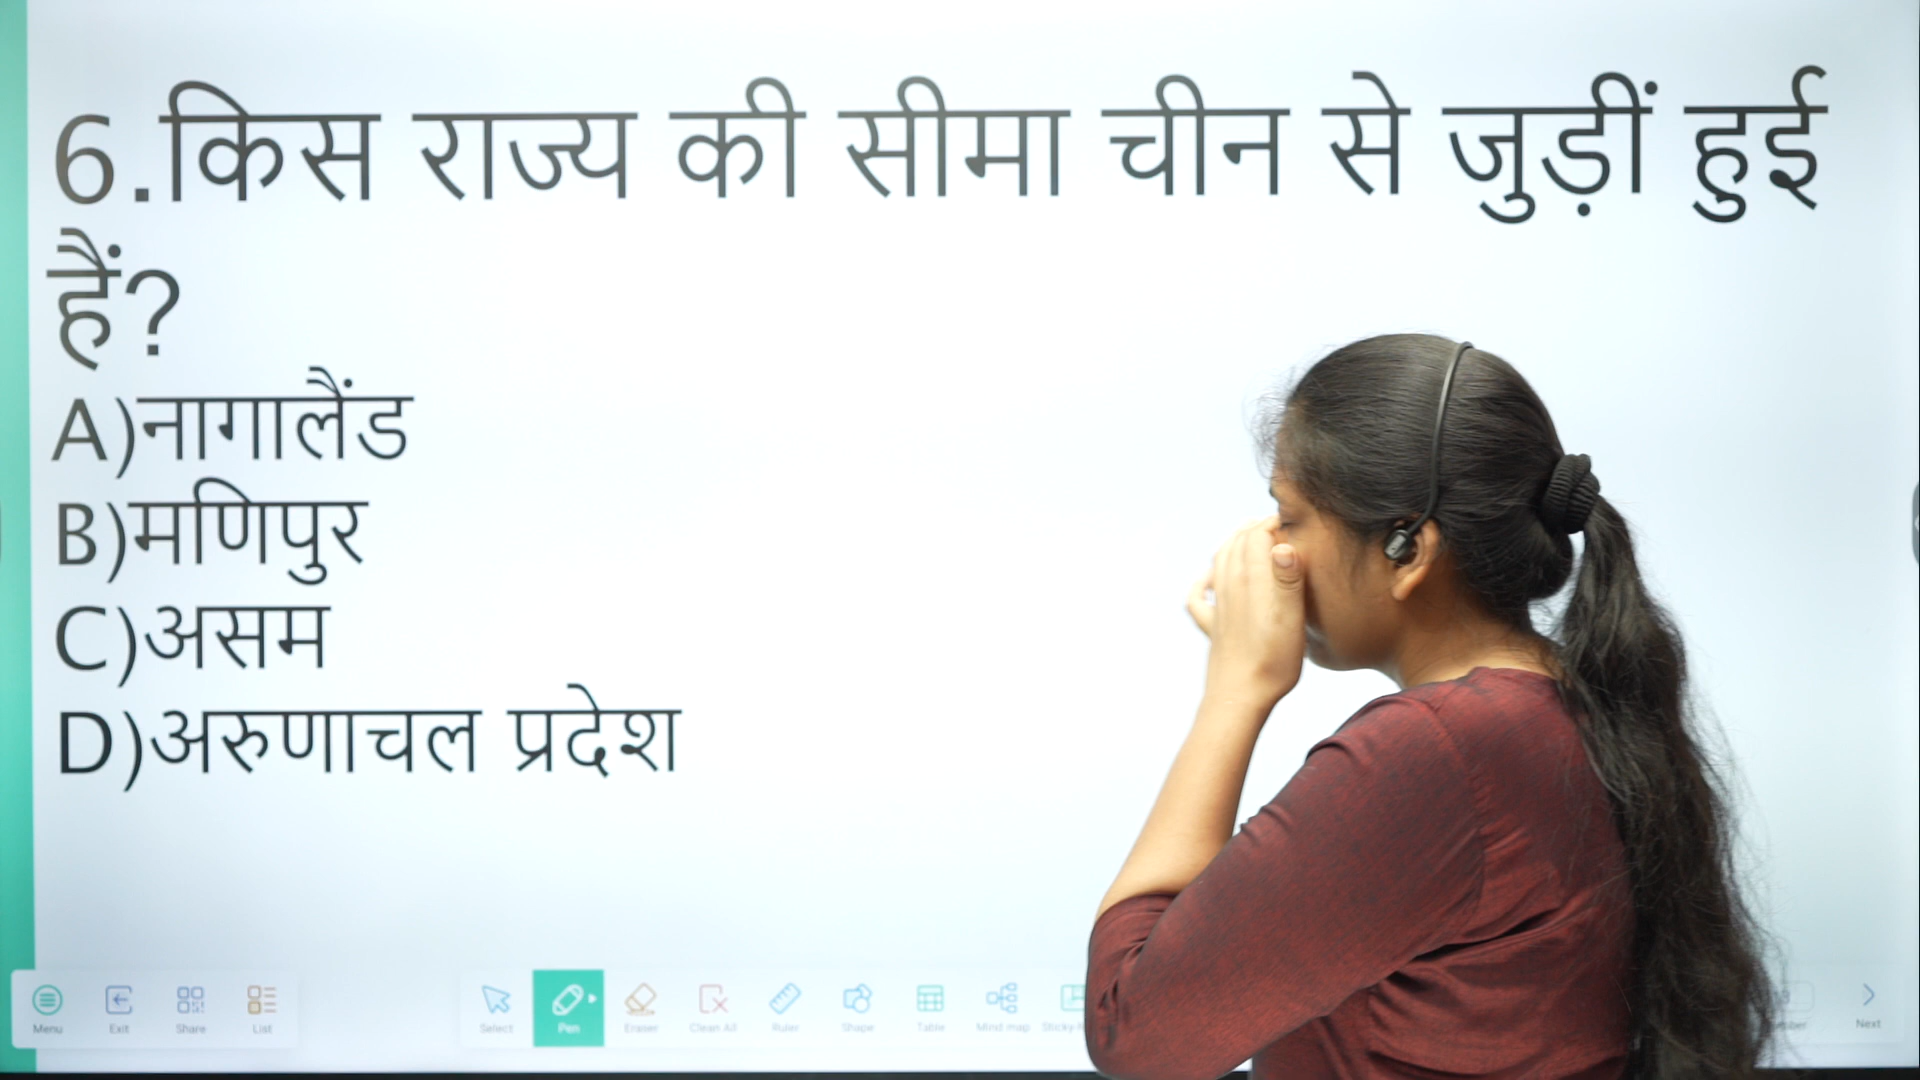 6.किस राज्य की सीमा चीन से जुड़ीं हुई
हैं?
A)नागालैंड
B)मणिपुर
C)असम
D)अरुणाचल प्रदेश
Menu Exit Share List Select Pen Eraser Clean All Ruler Shape Table Mind map Sticky Next